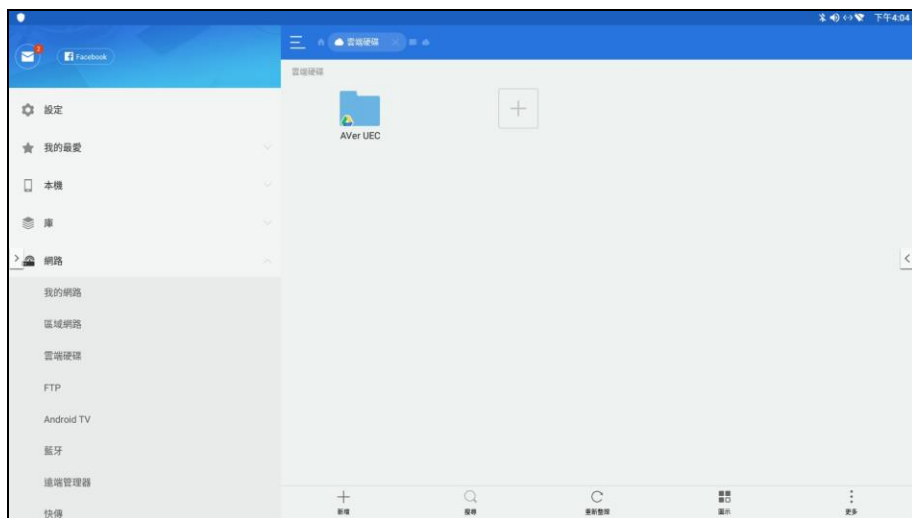 下午4:04
2
Facebook
雲端硬碟
雲端硬碟
設定
我的最愛
本機
庫
網路
我的網路
區域網路
雲端硬碟
FTP
Android TV
藍牙
遠端管理器
快傳
AVer UEC
新增
搜尋
重新整理
圖示
更多